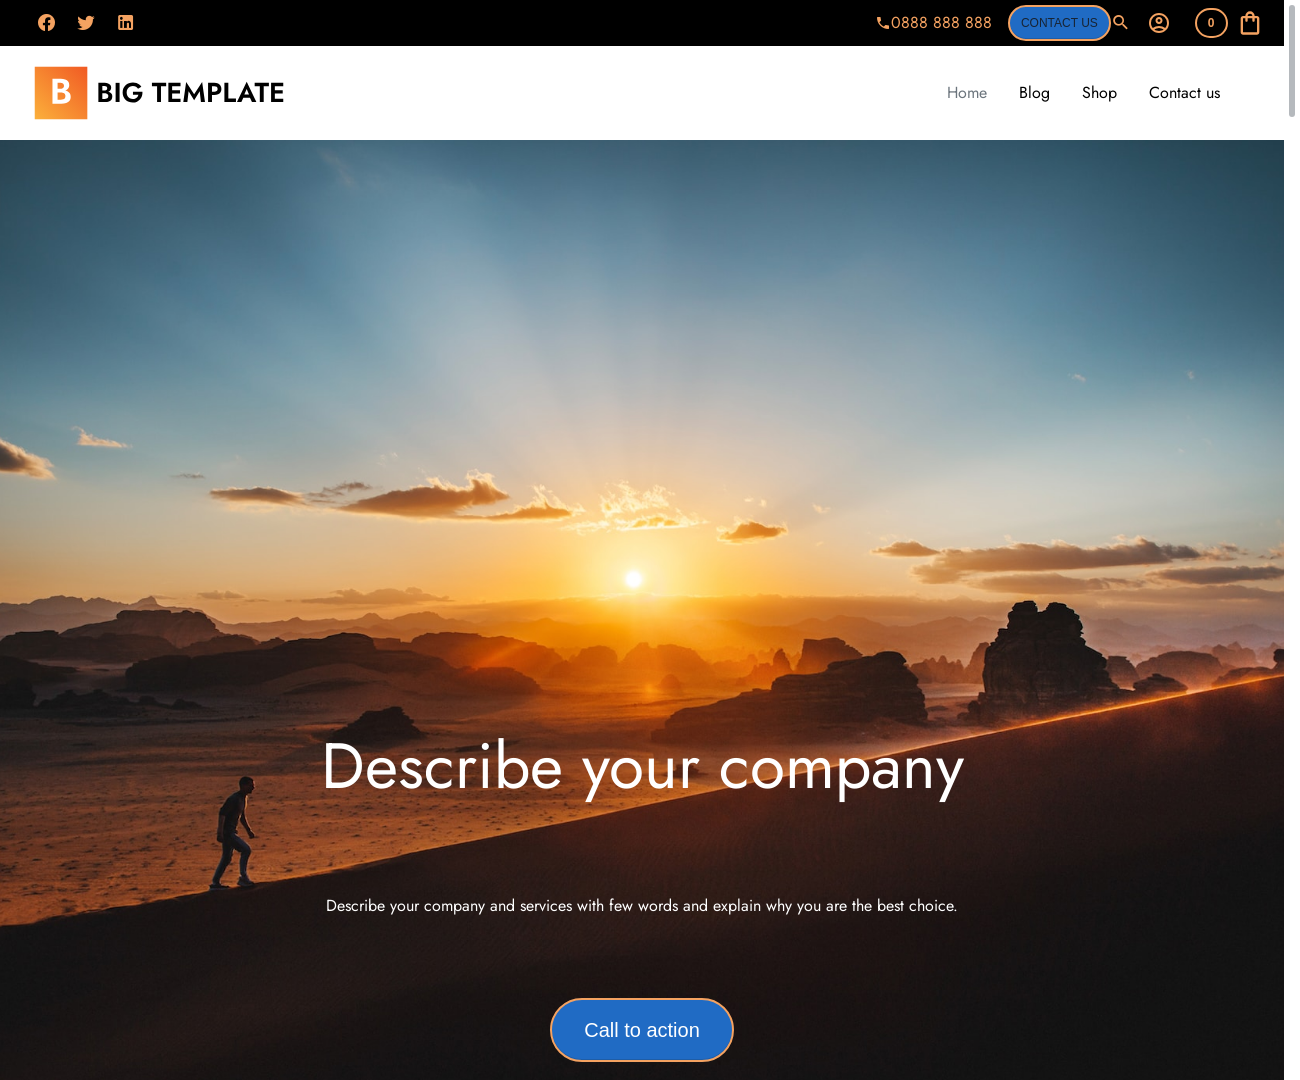 0888 888 888
CONTACT US
0
B BIG TEMPLATE
Home Blog Shop Contact us
Describe your company
Describe your company and services with few words and explain why you are the best choice.
Call to action